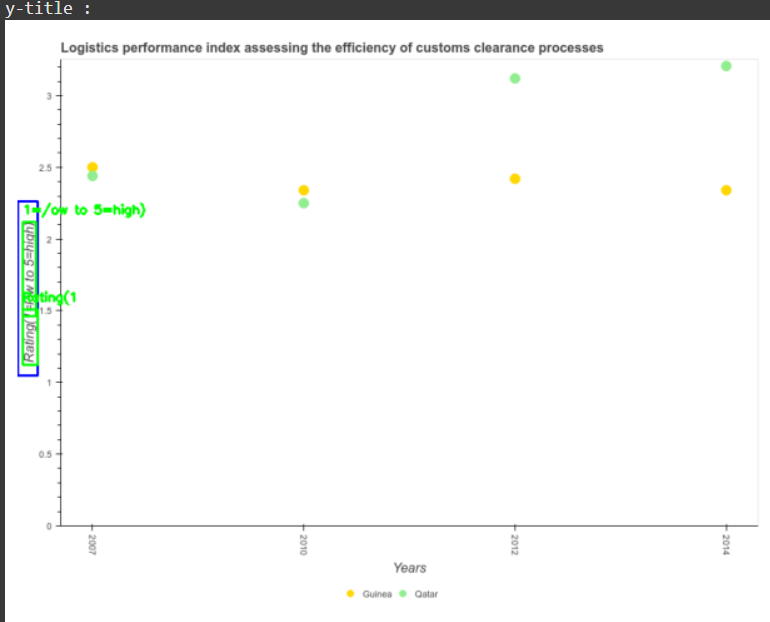 y-title :
Logistics performance index assessing the efficiency of customs clearance processes
3
2.5
1=/ow to 5=high)
2
Rating(1
1.5
Rating(1=low to 5=high)
1
0.5
0
2007
2010
2012
2014
Years
Guinea
Qatar